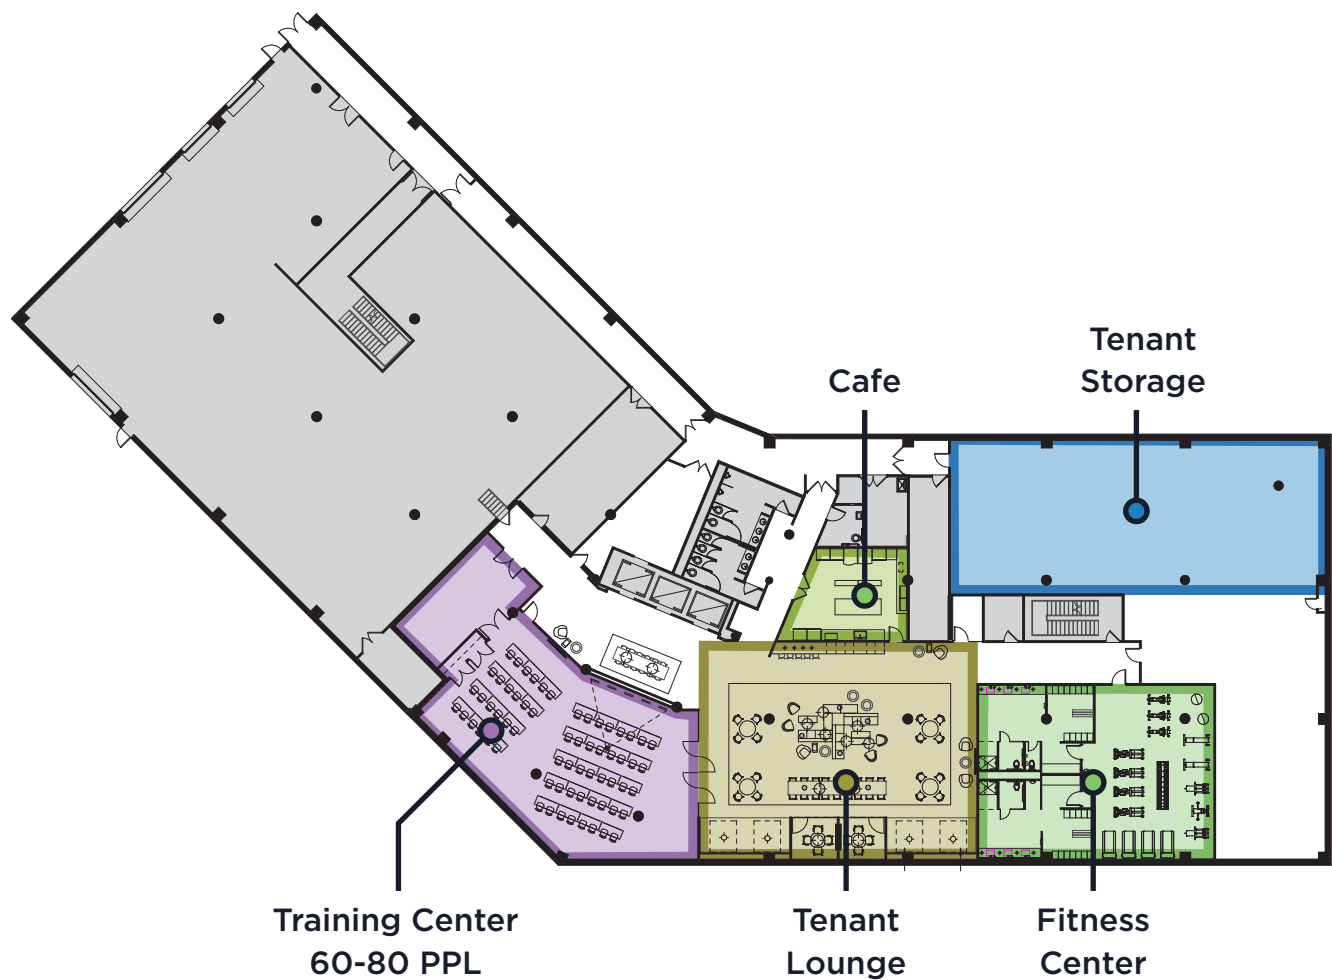 Tenant
Storage
Cafe
Training Center
60-80 PPL
Tenant
Lounge
Fitness
Center